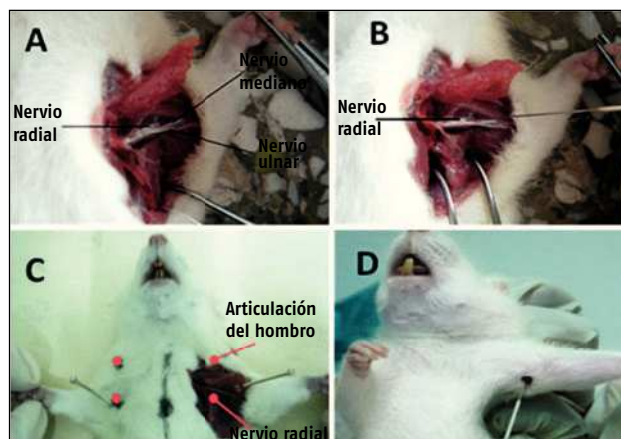 A
Nervio
mediano
Nervio
radial
Nervio
ulnar
B
Nervio
radial
C
Articulación
del hombro
Nervio radial
D